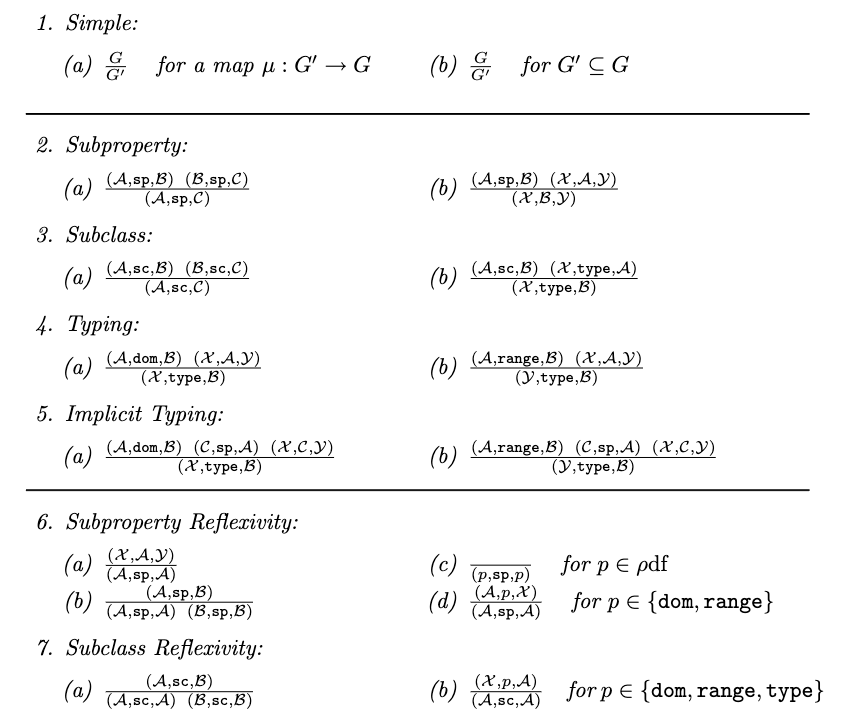 1. Simple:
(a) G/G′ for a map μ : G′ → G (b) G/G′ for G′ ⊆ G
2. Subproperty:
(a) (𝒜,sp,ℬ) (ℬ,sp,𝒞) / (𝒜,sp,𝒞) (b) (𝒜,sp,ℬ) (𝒳,𝒜,𝒴) / (𝒳,ℬ,𝒴)
3. Subclass:
(a) (𝒜,sc,ℬ) (ℬ,sc,𝒞) / (𝒜,sc,𝒞) (b) (𝒜,sc,ℬ) (𝒳,type,𝒜) / (𝒳,type,ℬ)
4. Typing:
(a) (𝒜,dom,ℬ) (𝒳,𝒜,𝒴) / (𝒳,type,ℬ) (b) (𝒜,range,ℬ) (𝒳,𝒜,𝒴) / (𝒴,type,ℬ)
5. Implicit Typing:
(a) (𝒜,dom,ℬ) (𝒞,sp,𝒜) (𝒳,𝒞,𝒴) / (𝒳,type,ℬ) (b) (𝒜,range,ℬ) (𝒞,sp,𝒜) (𝒳,𝒞,𝒴) / (𝒴,type,ℬ)
6. Subproperty Reflexivity:
(a) (𝒳,𝒜,𝒴) / (𝒜,sp,𝒜) (c) / (p,sp,p) for p ∈ ρdf
(b) (𝒜,sp,ℬ) / (𝒜,sp,𝒜) (ℬ,sp,ℬ) (d) (𝒜,p,𝒳) / (𝒜,sp,𝒜) for p ∈ {dom, range}
7. Subclass Reflexivity:
(a) (𝒜,sc,ℬ) / (𝒜,sc,𝒜) (ℬ,sc,ℬ) (b) (𝒳,p,𝒜) / (𝒜,sc,𝒜) for p ∈ {dom, range, type}